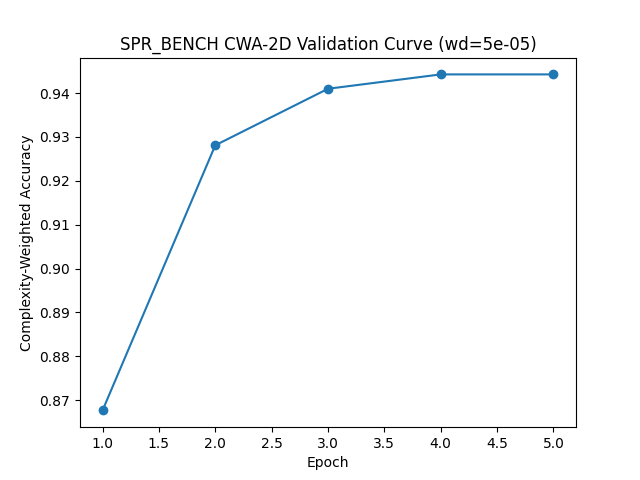 SPR_BENCH CWA-2D Validation Curve (wd=5e-05)
Complexity-Weighted Accuracy
0.94
0.93
0.92
0.91
0.90
0.89
0.88
0.87
1.0 1.5 2.0 2.5 3.0 3.5 4.0 4.5 5.0
Epoch